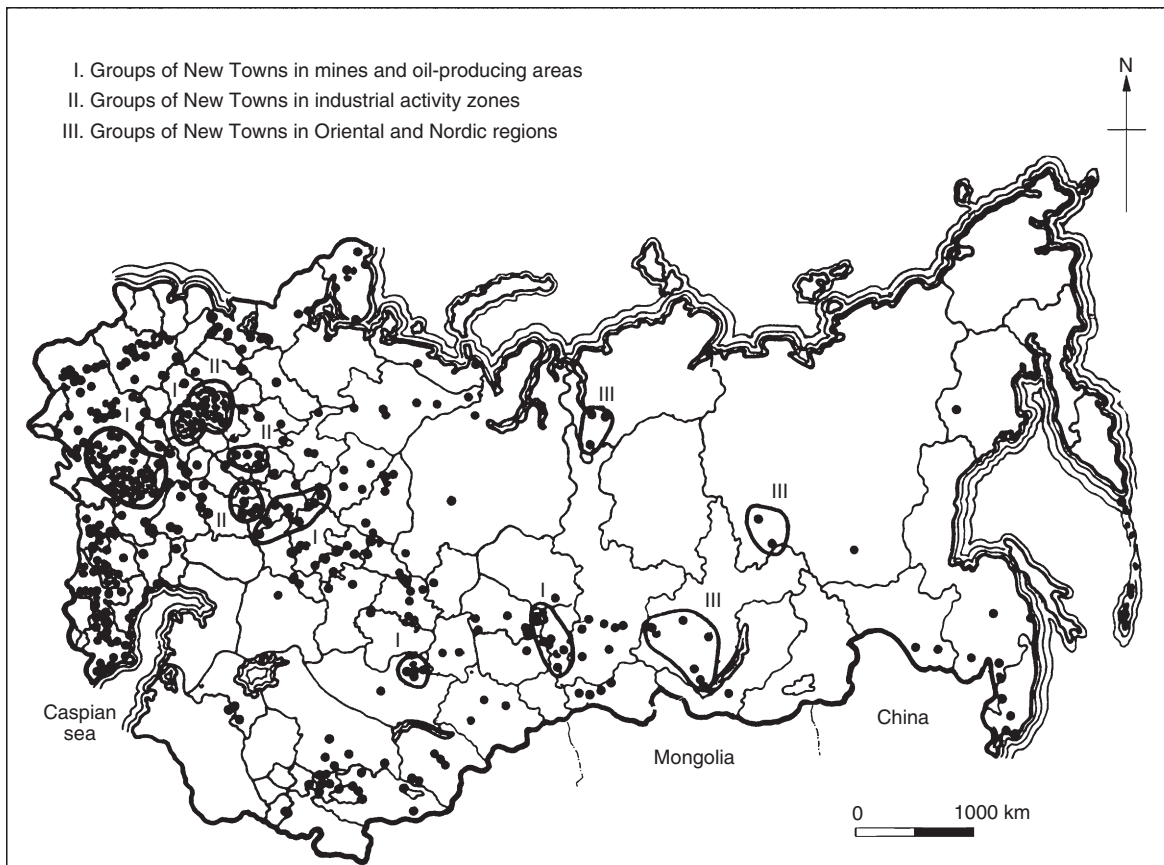 I. Groups of New Towns in mines and oil-producing areas
II. Groups of New Towns in industrial activity zones
III. Groups of New Towns in Oriental and Nordic regions
N
II
I
I
II
III
II
I
III
I
I
III
Caspian
sea
Mongolia
China
0 1000 km